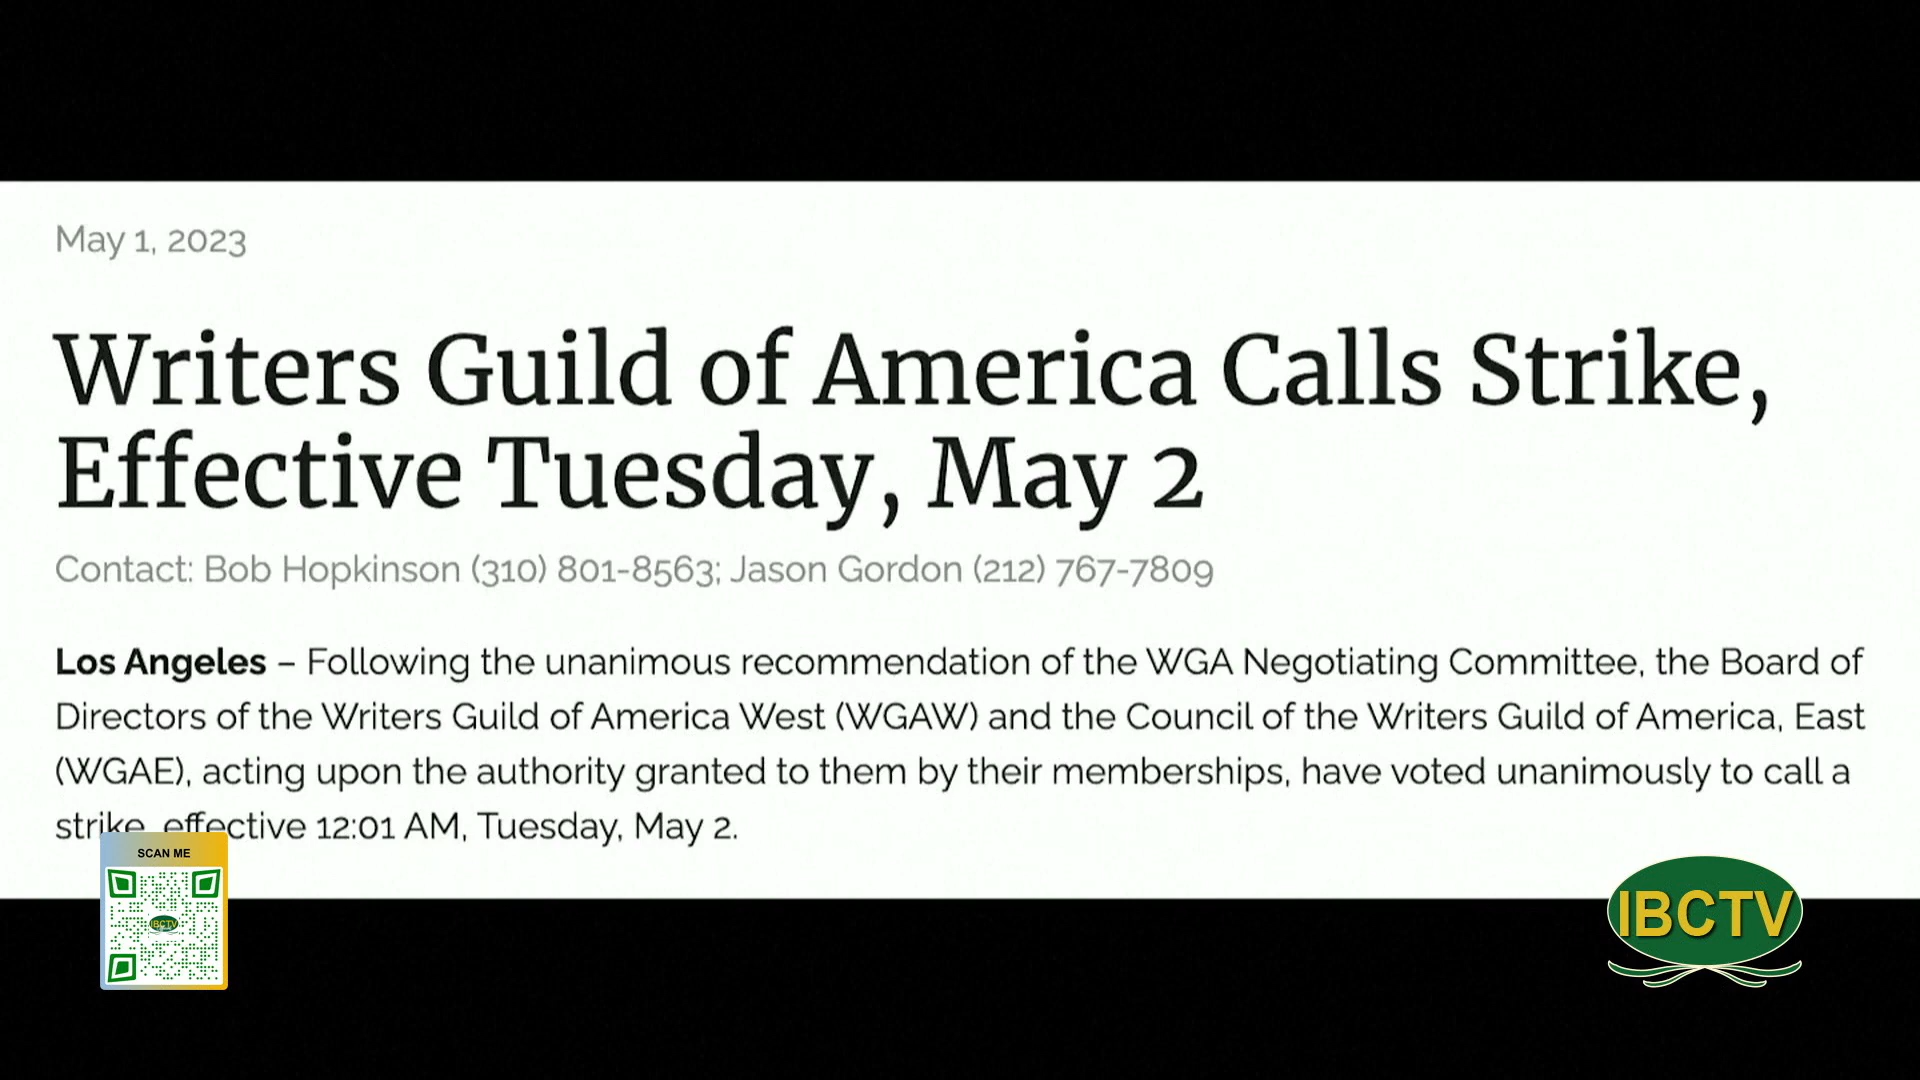 May 1, 2023
Writers Guild of America Calls Strike,
Effective Tuesday, May 2
Contact: Bob Hopkinson (310) 801-8563; Jason Gordon (212) 767-7809
Los Angeles – Following the unanimous recommendation of the WGA Negotiating Committee, the Board of
Directors of the Writers Guild of America West (WGAW) and the Council of the Writers Guild of America, East
(WGAE), acting upon the authority granted to them by their memberships, have voted unanimously to call a
strike, effective 12:01 AM, Tuesday, May 2.
SCAN ME
IBCTV
IBCTV